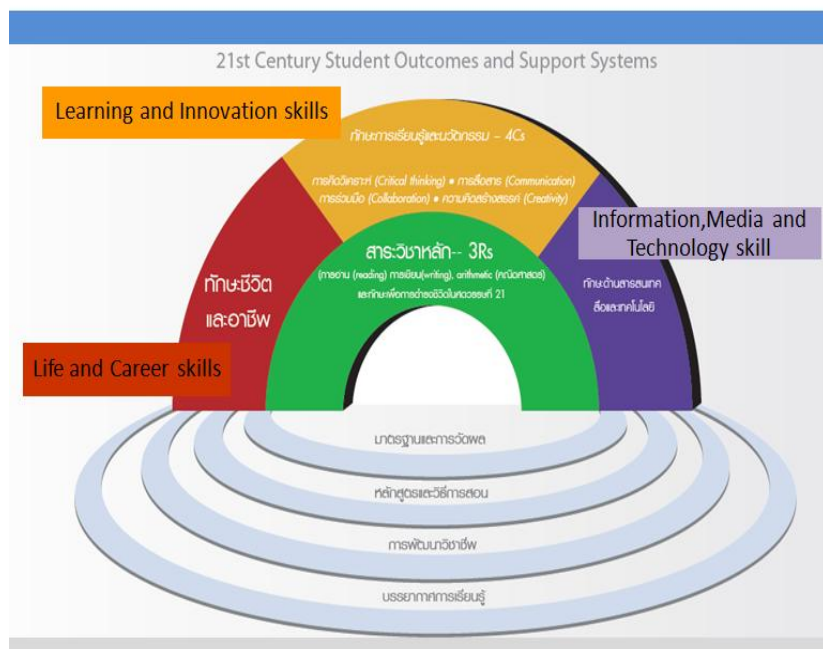 21st Century Student Outcomes and Support Systems
Learning and Innovation skills
ทักษะการเรียนรู้และนวัตกรรม - 4Cs
การคิดวิเคราะห์ (Critical thinking) • การสื่อสาร (Communication)
การร่วมมือ (Collaboration) • ความคิดสร้างสรรค์ (Creativity)
Information,Media and
Technology skill
สาระวิชาหลัก-- 3Rs
(การอ่าน (reading) การเขียน(writing), arithmetic (คณิตศาสตร์)
และทักษะเพื่อการดำรงชีวิตในศตวรรษที่ 21
ทักษะชีวิต
และอาชีพ
ทักษะด้านสารสนเทศ
สื่อและเทคโนโลยี
Life and Career skills
มาตรฐานและการวัดผล
หลักสูตรและวิธีการสอน
การพัฒนาวิชาชีพ
บรรยากาศการเรียนรู้